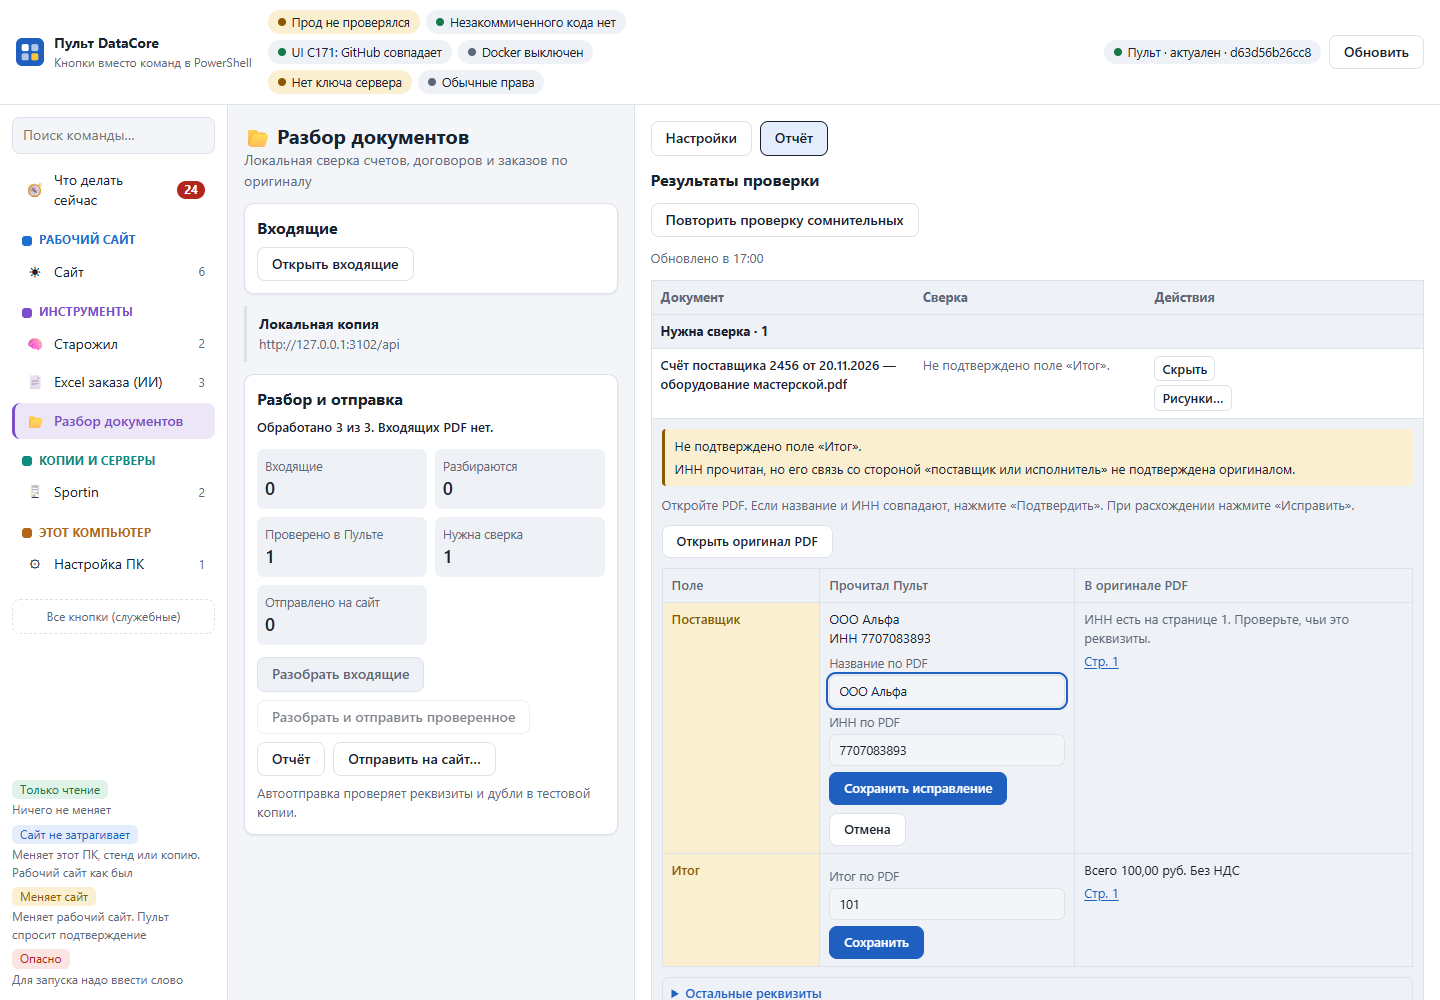 Пульт DataCore
Кнопки вместо команд в PowerShell
Прод не проверялся
Незакоммиченного кода нет
UI C171: GitHub совпадает
Docker выключен
Нет ключа сервера
Обычные права
Пульт · актуален · d63d56b26cc8
Обновить
Поиск команды...
Что делать
сейчас
24
РАБОЧИЙ САЙТ
Сайт
6
ИНСТРУМЕНТЫ
Старожил
2
Excel заказа (ИИ)
3
Разбор документов
КОПИИ И СЕРВЕРЫ
Sportin
2
ЭТОТ КОМПЬЮТЕР
Настройка ПК
1
Все кнопки (служебные)
Только чтение
Ничего не меняет
Сайт не затрагивает
Меняет этот ПК, стенд или копию.
Рабочий сайт как был
Меняет сайт
Меняет рабочий сайт. Пульт
спросит подтверждение
Опасно
Для запуска надо ввести слово
Разбор документов
Локальная сверка счетов, договоров и заказов по
оригиналу
Входящие
Открыть входящие
Локальная копия
http://127.0.0.1:3102/api
Разбор и отправка
Обработано 3 из 3. Входящих PDF нет.
Входящие
0
Разбираются
0
Проверено в Пульте
1
Нужна сверка
1
Отправлено на сайт
0
Разобрать входящие
Разобрать и отправить проверенное
Отчёт
Отправить на сайт...
Автоотправка проверяет реквизиты и дубли в тестовой
копии.
Настройки
Отчёт
Результаты проверки
Повторить проверку сомнительных
Обновлено в 17:00
Документ
Сверка
Действия
Нужна сверка · 1
Счёт поставщика 2456 от 20.11.2026 —
оборудование мастерской.pdf
Не подтверждено поле «Итог».
Скрыть
Рисунки...
Не подтверждено поле «Итог».
ИНН прочитан, но его связь со стороной «поставщик или исполнитель» не подтверждена оригиналом.
Откройте PDF. Если название и ИНН совпадают, нажмите «Подтвердить». При расхождении нажмите «Исправить».
Открыть оригинал PDF
Поле
Прочитал Пульт
В оригинале PDF
Поставщик
ООО Альфа
ИНН 7707083893
Название по PDF
ООО Альфа
ИНН по PDF
7707083893
Сохранить исправление
Отмена
ИНН есть на странице 1. Проверьте, чьи это
реквизиты.
Стр. 1
Итог
Итог по PDF
101
Сохранить
Всего 100,00 руб. Без НДС
Стр. 1
Остальные реквизиты